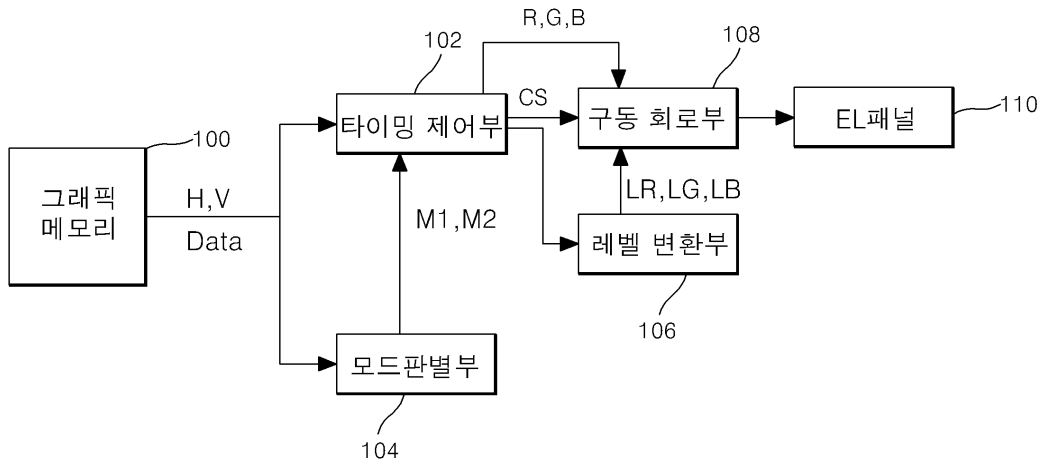 R,G,B
102
108
CS
타이밍 제어부
구동 회로부
EL패널
110
100
그래픽
메모리
H,V
Data
M1,M2
LR,LG,LB
레벨 변환부
106
모드판별부
104